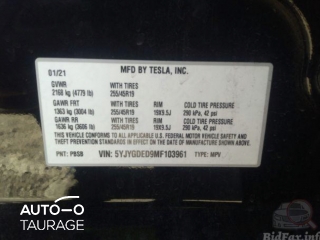 01/21 MFD BY TESLA, INC.
GVWR WITH TIRES
2168 kg (4779 lb) 255/45R19
GAWR FRT WITH TIRES RIM COLD TIRE PRESSURE
1363 kg (3004 lb) 255/45R19 19X9.5J 290 kPa, 42 psi
GAWR RR WITH TIRES RIM COLD TIRE PRESSURE
1636 kg (3606 lb) 255/45R19 19X9.5J 290 kPa, 42 psi
THIS VEHICLE CONFORMS TO ALL APPLICABLE U.S. FEDERAL MOTOR VEHICLE
SAFETY, BUMPER, AND THEFT PREVENTION STANDARDS IN EFFECT ON THE DATE OF
MANUFACTURE SHOWN ABOVE.
PNT: PBSB VIN: 5YJYGDED9MF103961 TYPE: MPV
AUTO-O
TAURAGE
BidFax.info